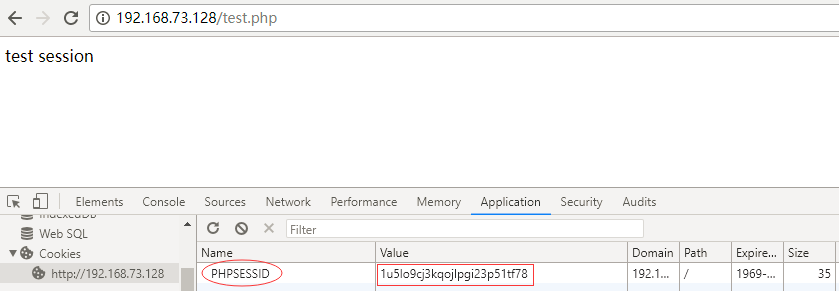 192.168.73.128/test.php
test session
Elements Console Sources Network Performance Memory Application Security Audits
IndexedDB
Web SQL
Filter
Cookies
Name Value Domain Path Expire... Size
http://192.168.73.128 PHPSESSID 1u5lo9cj3kqojlpgi23p51tf78 192.1... / 1969-... 35